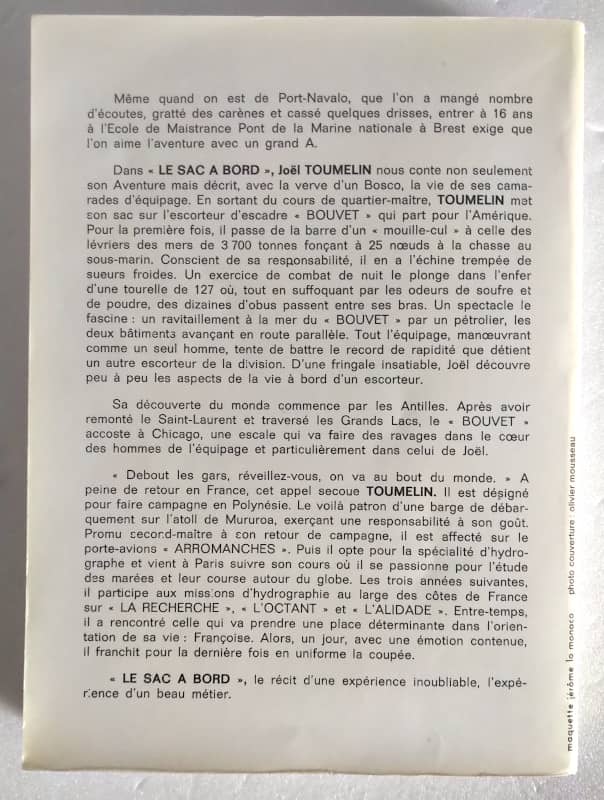 Même quand on est de Port-Navalo, que l'on a mangé nombre
d'écoutes, gratté des carènes et cassé quelques drisses, entrer à 16 ans
à l'Ecole de Maistrance Pont de la Marine nationale à Brest exige que
l'on aime l'aventure avec un grand A.
Dans « LE SAC A BORD », Joël TOUMELIN nous conte non seulement
son Aventure mais décrit, avec la verve d'un Bosco, la vie de ses cama-
rades d'équipage. En sortant du cours de quartier-maître, TOUMELIN met
son sac sur l'escorteur d'escadre « BOUVET » qui part pour l'Amérique.
Pour la première fois, il passe de la barre d'un « mouille-cul » à celle des
lévriers des mers de 3 700 tonnes fonçant à 25 nœuds à la chasse au
sous-marin. Conscient de sa responsabilité, il en a l'échine trempée de
sueurs froides. Un exercice de combat de nuit le plonge dans l'enfer
d'une tourelle de 127 où, tout en suffoquant par les odeurs de soufre et
de poudre, des dizaines d'obus passent entre ses bras. Un spectacle le
fascine : un ravitaillement à la mer du « BOUVET » par un pétrolier, les
deux bâtiments avançant en route parallèle. Tout l'équipage, manœuvrant
comme un seul homme, tente de battre le record de rapidité que détient
un autre escorteur de la division. D'une fringale insatiable, Joël découvre
peu à peu les aspects de la vie à bord d'un escorteur.
Sa découverte du monde commence par les Antilles. Après avoir
remonté le Saint-Laurent et traversé les Grands Lacs, le « BOUVET »
accoste à Chicago, une escale qui va faire des ravages dans le cœur
des hommes de l'équipage et particulièrement dans celui de Joël.
« Debout les gars, réveillez-vous, on va au bout du monde. » A
peine de retour en France, cet appel secoue TOUMELIN. Il est désigné
pour faire campagne en Polynésie. Le voilà patron d'une barge de débar-
quement sur l'atoll de Mururoa, exerçant une responsabilité à son goût.
Promu second-maître à son retour de campagne, il est affecté sur le
porte-avions « ARROMANCHES ». Puis il opte pour la spécialité d'hydro-
graphe et vient à Paris suivre son cours où il se passionne pour l'étude
des marées et leur course autour du globe. Les trois années suivantes,
il participe aux missions d'hydrographie au large des côtes de France
sur « LA RECHERCHE », « L'OCTANT » et « L'ALIDADE ». Entre-temps,
il a rencontré celle qui va prendre une place déterminante dans l'orien-
tation de sa vie : Françoise. Alors, un jour, avec une émotion contenue,
il franchit pour la dernière fois en uniforme la coupée.
« LE SAC A BORD », le récit d'une expérience inoubliable, l'expé-
rience d'un beau métier.
maquette jérôme lo monaco photo couverture : olivier mousseau